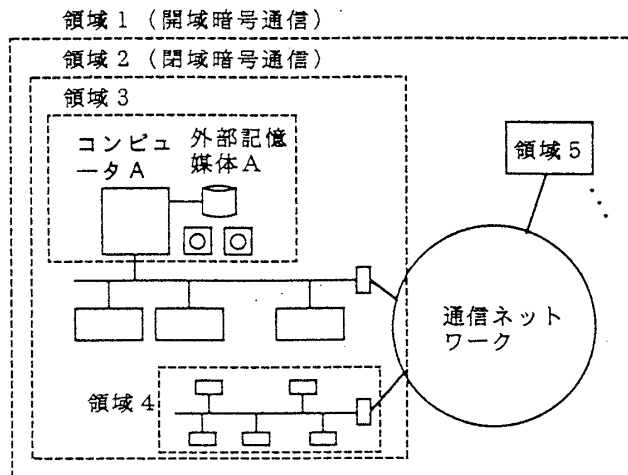 領域1（開域暗号通信）
領域2（閉域暗号通信）
領域3
コンピュ
ータA
外部記憶
媒体A
領域5
通信ネット
ワーク
領域4